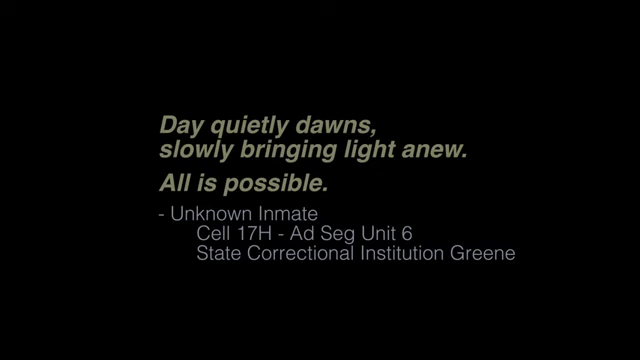 Day quietly dawns,
slowly bringing light anew.
All is possible.
- Unknown Inmate
Cell 17H - Ad Seg Unit 6
State Correctional Institution Greene